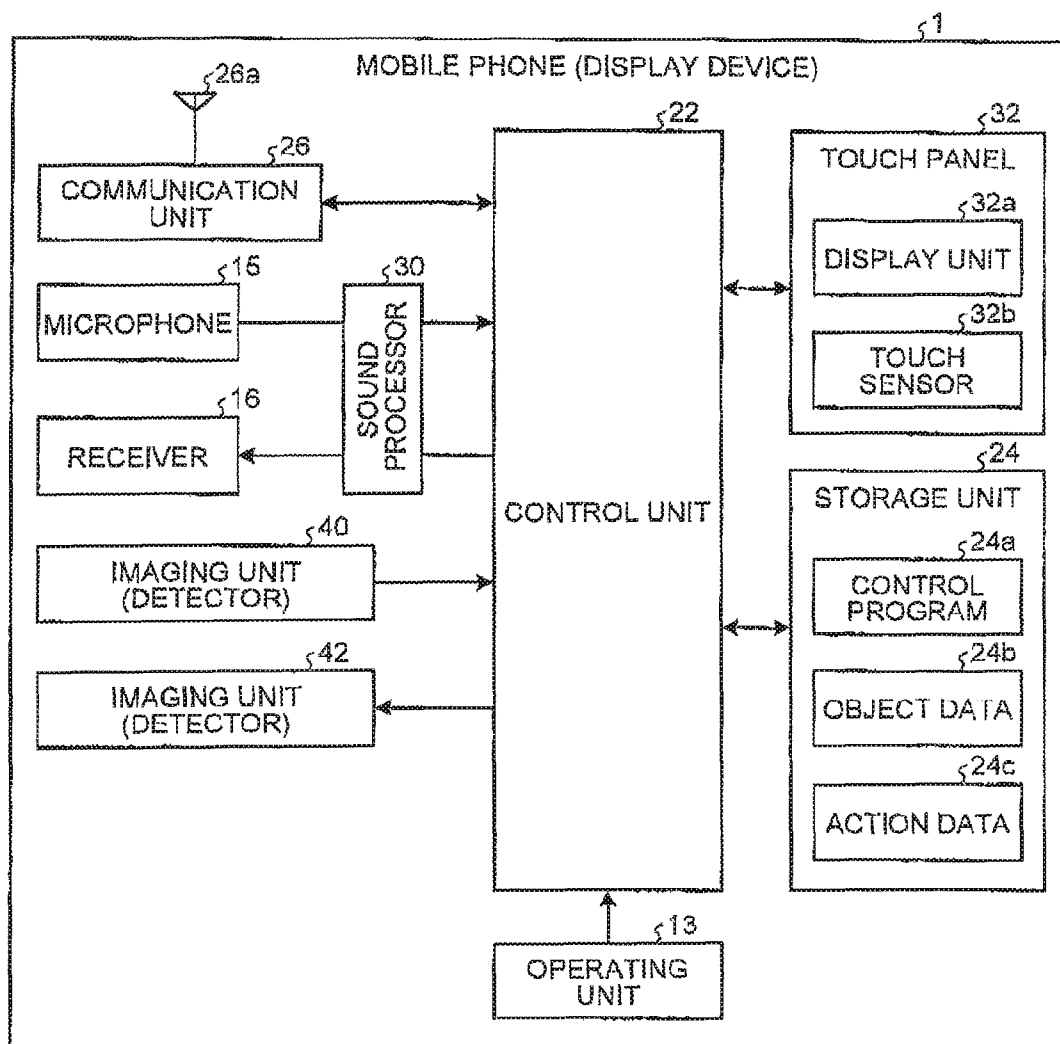 1
MOBILE PHONE (DISPLAY DEVICE)
26a
26
COMMUNICATION
UNIT
15
MICROPHONE
30
SOUND
PROCESSOR
16
RECEIVER
40
IMAGING UNIT
(DETECTOR)
42
IMAGING UNIT
(DETECTOR)
22
CONTROL UNIT
13
OPERATING
UNIT
32
TOUCH PANEL
32a
DISPLAY UNIT
32b
TOUCH
SENSOR
24
STORAGE UNIT
24a
CONTROL
PROGRAM
24b
OBJECT DATA
24c
ACTION DATA